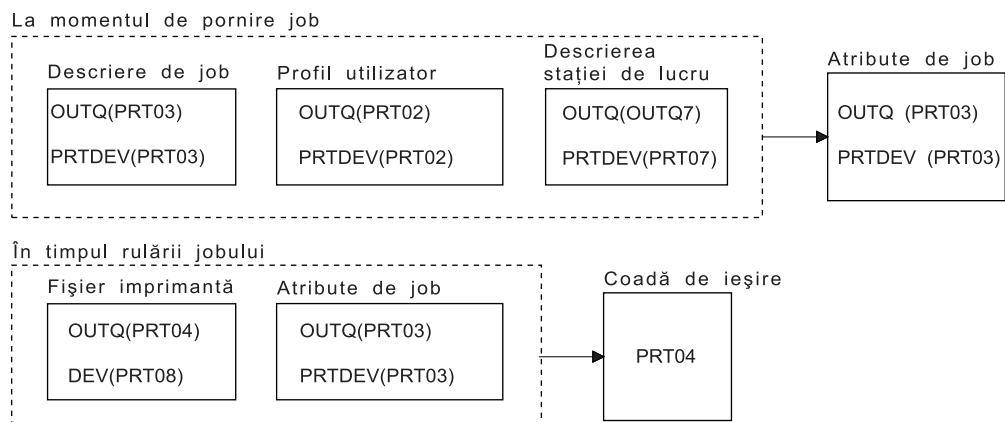 La momentul de pornire job
Descriere de job
OUTQ(PRT03)
PRTDEV(PRT03)
Profil utilizator
OUTQ(PRT02)
PRTDEV(PRT02)
Descrierea
stației de lucru
OUTQ(OUTQ7)
PRTDEV(PRT07)
Atribute de job
OUTQ (PRT03)
PRTDEV (PRT03)
În timpul rulării jobului
Fişier imprimantă
OUTQ(PRT04)
DEV(PRT08)
Atribute de job
OUTQ(PRT03)
PRTDEV(PRT03)
Coadă de ieşire
PRT04